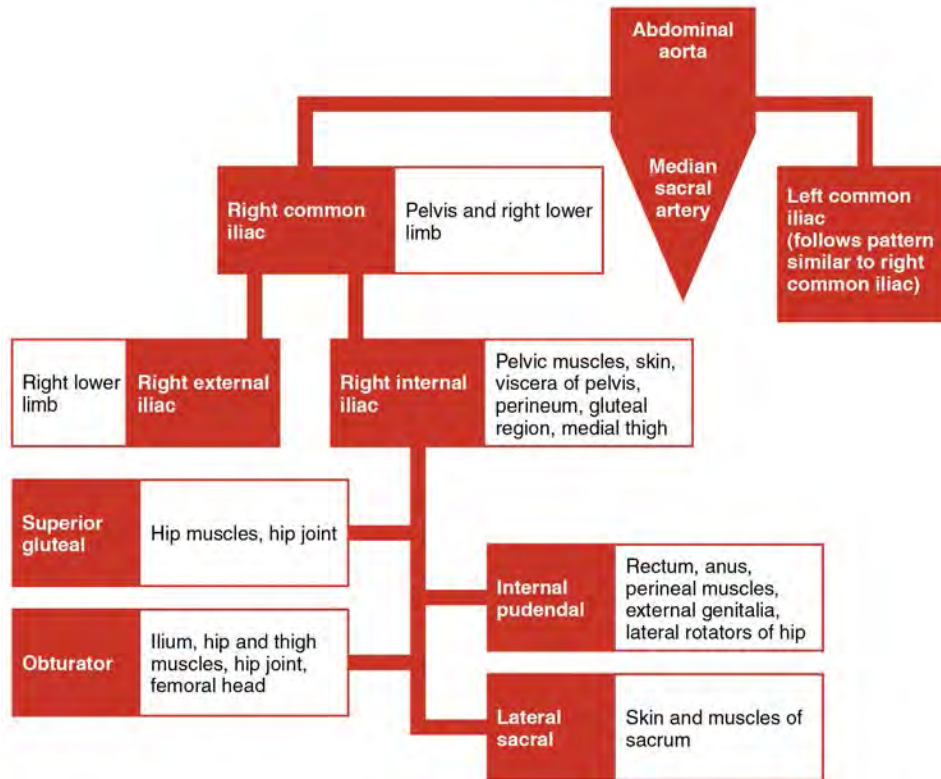 Abdominal
aorta
Median
sacral
artery
Right common
iliac
Pelvis and right lower
limb
Left common
iliac
(follows pattern
similar to right
common iliac)
Right lower
limb
Right external
iliac
Right internal
iliac
Pelvic muscles, skin,
viscera of pelvis,
perineum, gluteal
region, medial thigh
Superior
gluteal
Hip muscles, hip joint
Internal
pudendal
Rectum, anus,
perineal muscles,
external genitalia,
lateral rotators of hip
Obturator
Ilium, hip and thigh
muscles, hip joint,
femoral head
Lateral
sacral
Skin and muscles of
sacrum